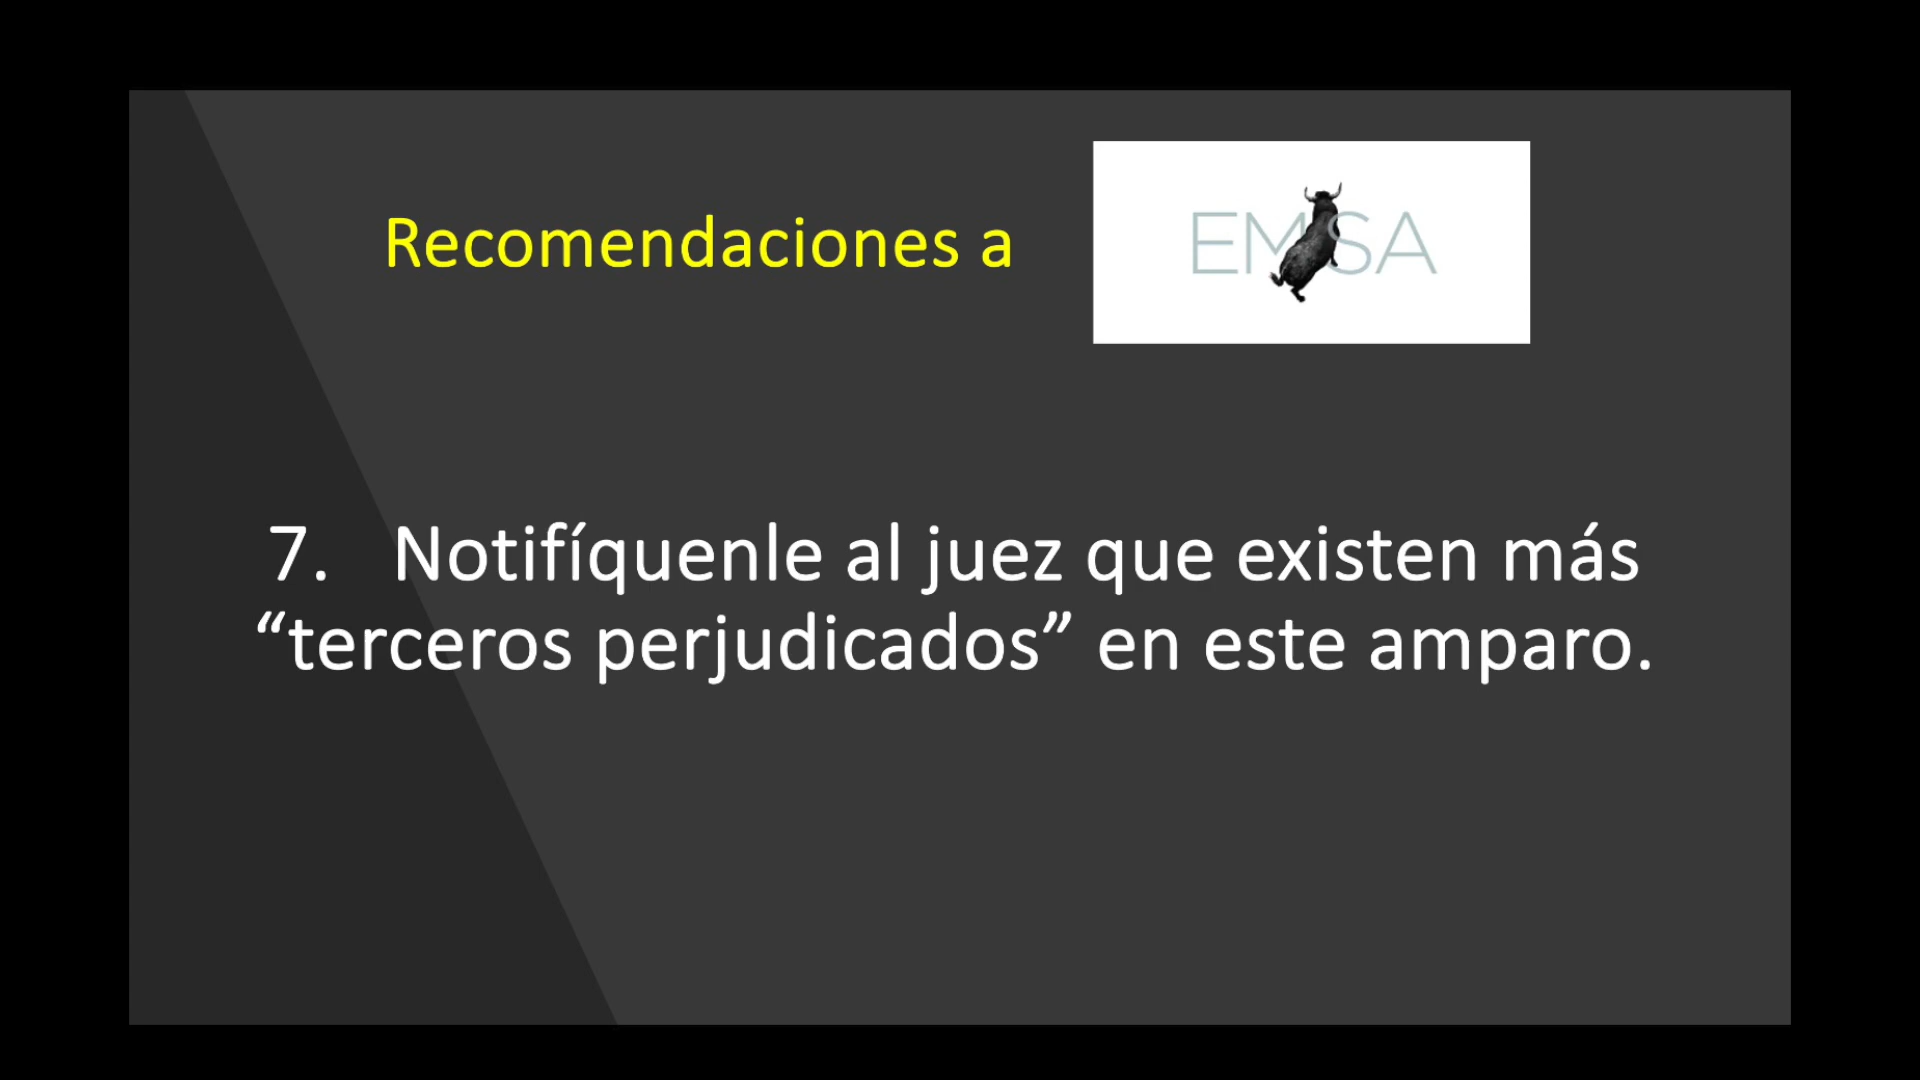 Recomendaciones a
EMSA
7. Notifíquenle al juez que existen más
“terceros perjudicados” en este amparo.